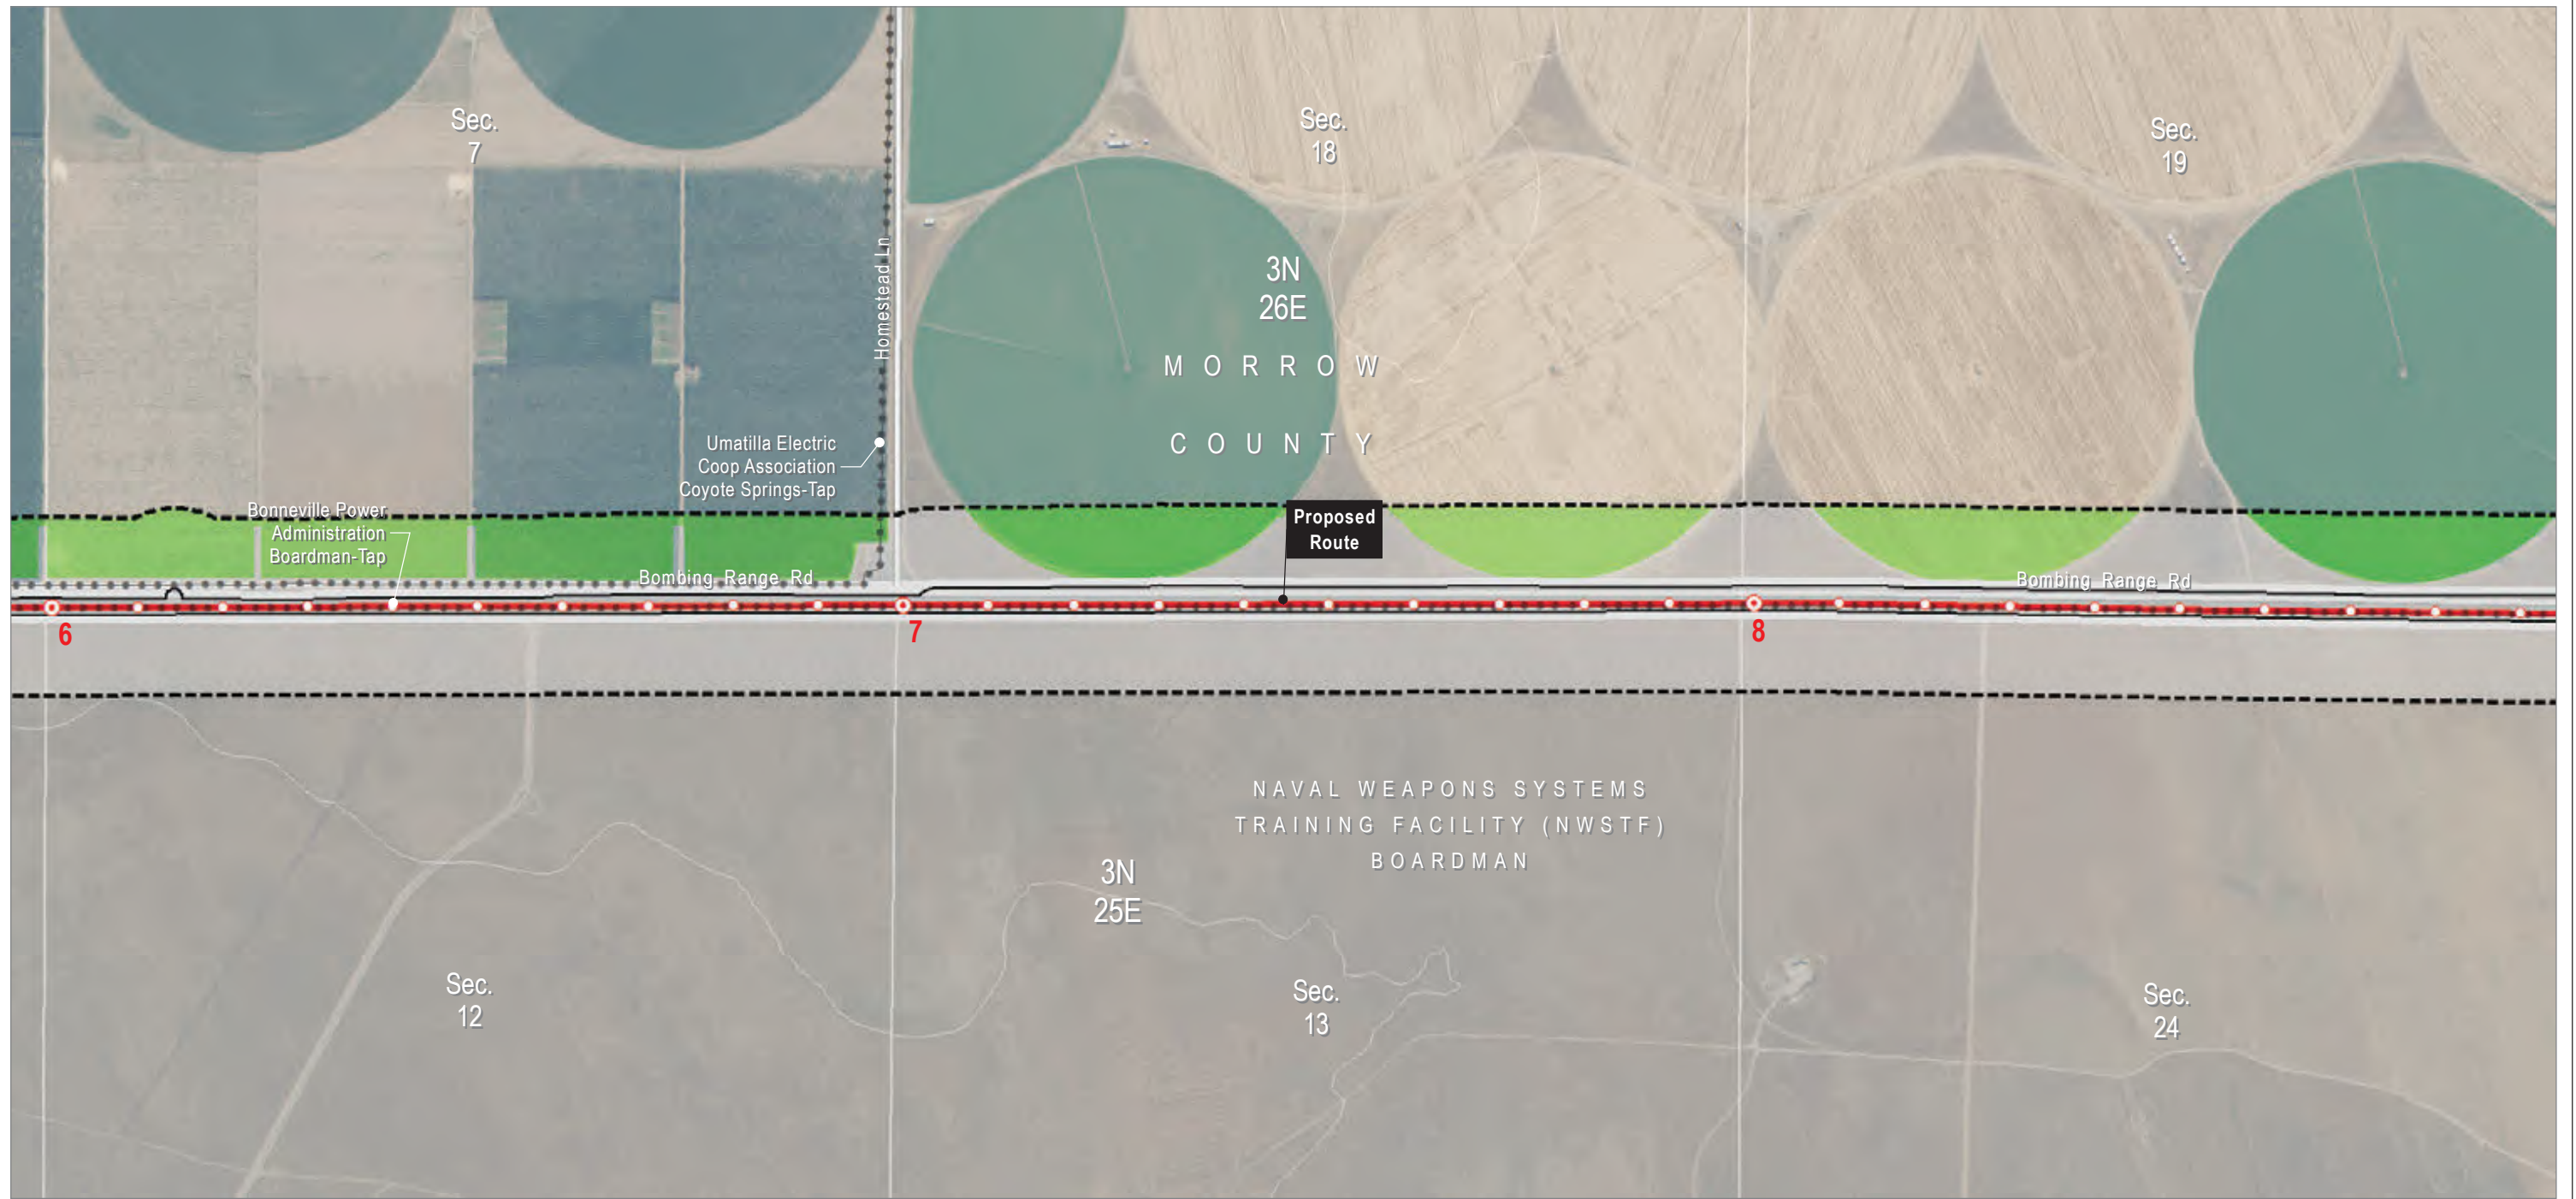 Sec.
7
Sec.
18
Sec.
19
Homestead Ln
3N
26E
MORROW
COUNTY
Umatilla Electric
Coop Association
Coyote Springs-Tap
Bonneville Power
Administration
Boardman-Tap
Proposed
Route
Bombing Range Rd
Bombing Range Rd
6
7
8
NAVAL WEAPONS SYSTEMS
TRAINING FACILITY (NWSTF)
BOARDMAN
3N
25E
Sec.
12
Sec.
13
Sec.
24